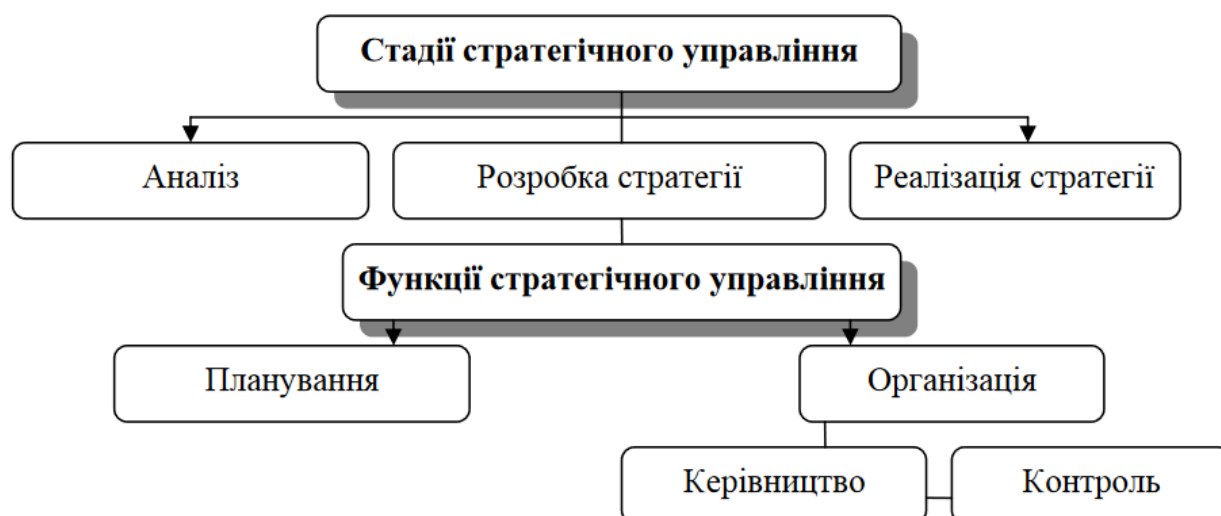 Стадії стратегічного управління
Аналіз
Розробка стратегії
Реалізація стратегії
Функції стратегічного управління
Планування
Організація
Керівництво
Контроль